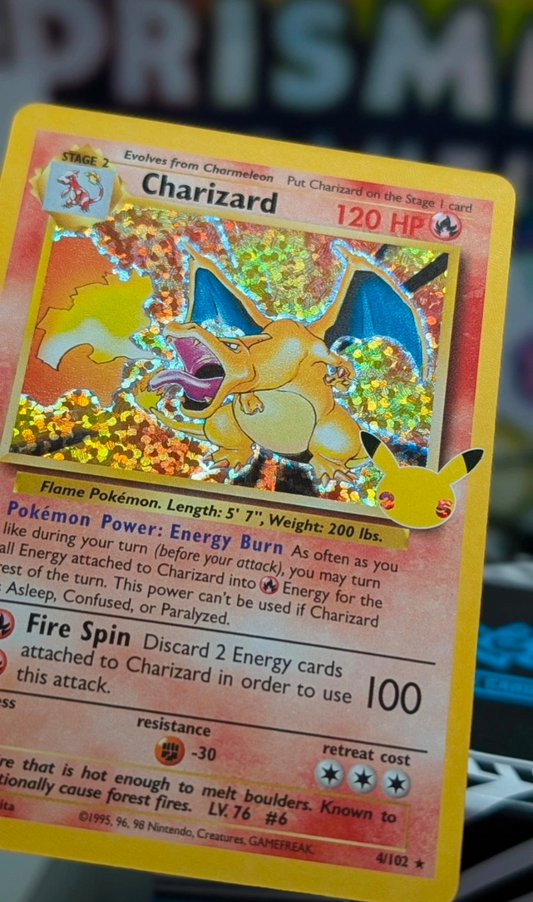 PRISM
STAGE 2 Evolves from Charmeleon Put Charizard on the Stage 1 card
Charizard 120 HP
Flame Pokémon. Length: 5' 7", Weight: 200 lbs.
Pokémon Power: Energy Burn As often as you
like during your turn (before your attack), you may turn
all Energy attached to Charizard into Energy for the
rest of the turn. This power can't be used if Charizard
Asleep, Confused, or Paralyzed.
Fire Spin Discard 2 Energy cards
attached to Charizard in order to use
this attack.
100
resistance
-30
retreat cost
that is hot enough to melt boulders. Known to
cause forest fires. LV. 76 #6
©1995, 96, 98 Nintendo, Creatures, GAMEFREAK.
4/102 ★